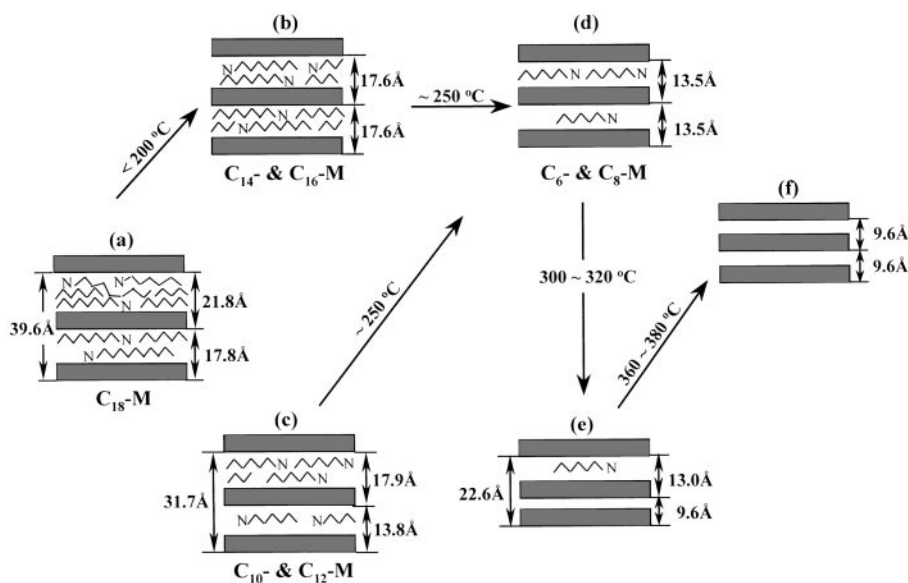 (b)
N
N
17.6Å
N
N
17.6Å
C₁₄- & C₁₆-M
< 200 °C
~ 250 °C
(d)
N
N
13.5Å
N
13.5Å
C₆- & C₈-M
(a)
N
N
N
39.6Å
21.8Å
N
N
17.8Å
C₁₈-M
~ 250 °C
300 ~ 320 °C
(f)
9.6Å
9.6Å
360 ~ 380 °C
(c)
N
N
N
31.7Å
17.9Å
N
N
13.8Å
C₁₀- & C₁₂-M
(e)
N
22.6Å
13.0Å
9.6Å